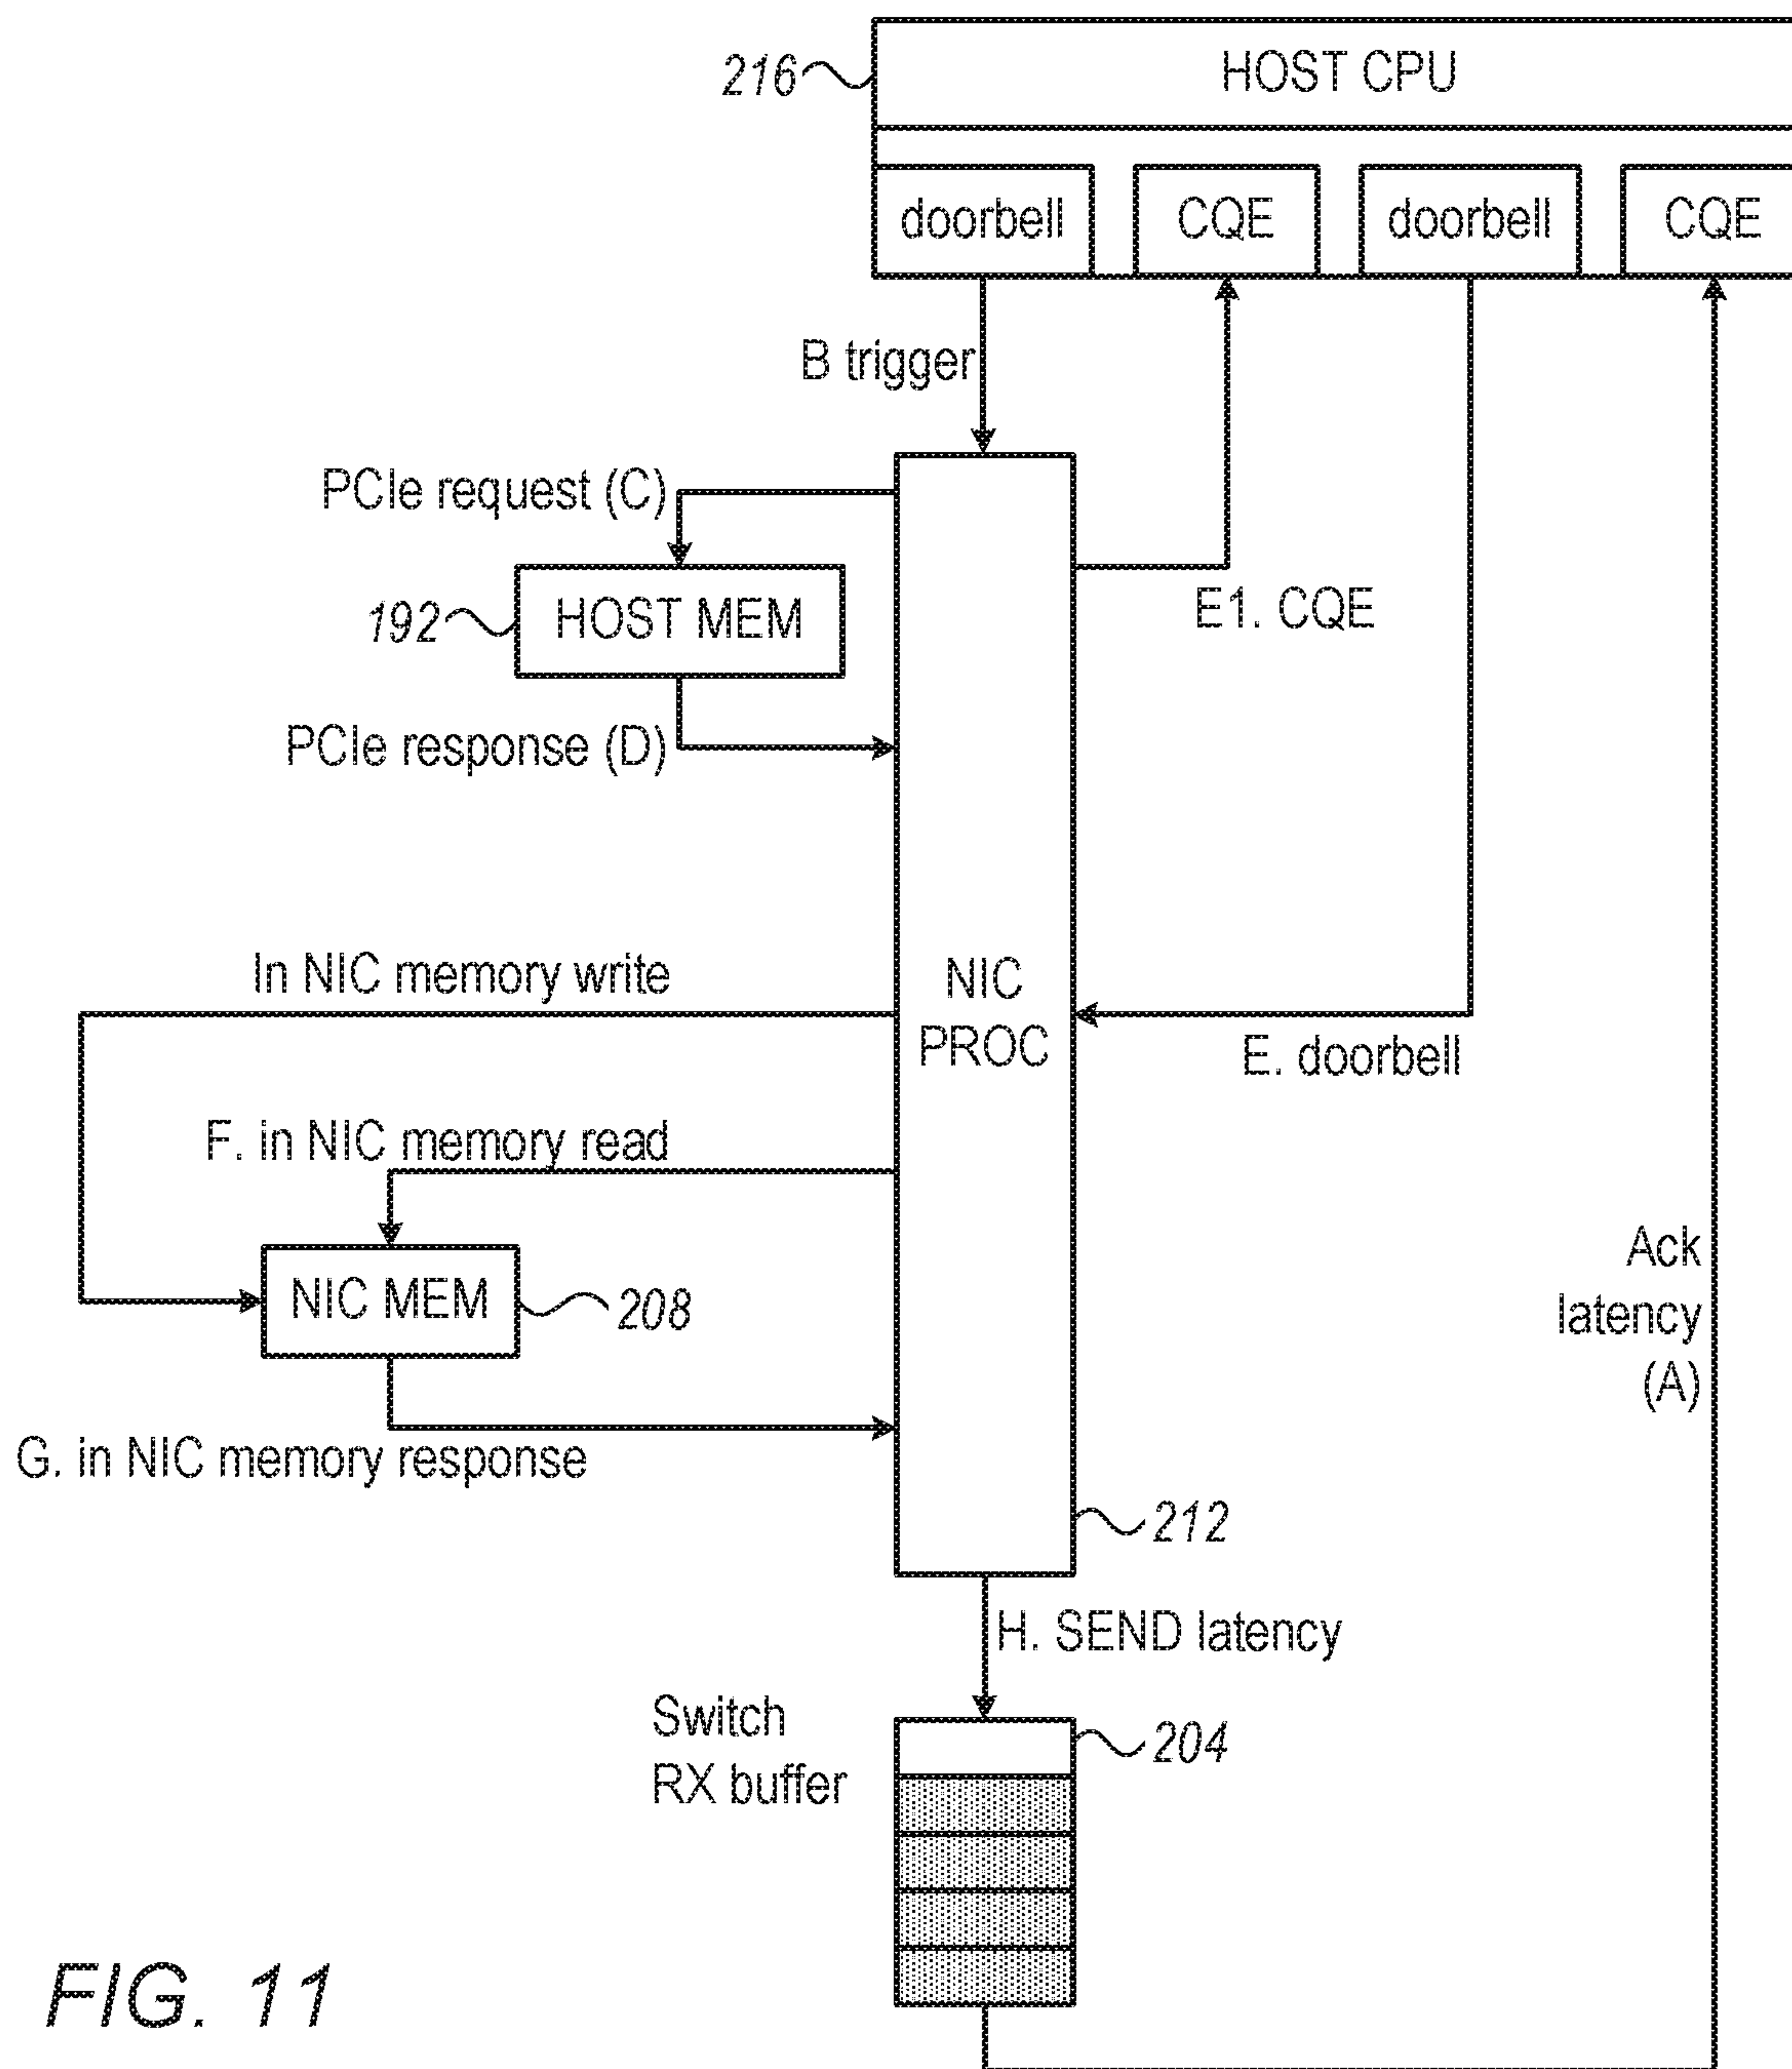 216
HOST CPU
doorbell
CQE
doorbell
CQE
B trigger
PCIe request (C)
192
HOST MEM
E1. CQE
PCIe response (D)
In NIC memory write
NIC
PROC
E. doorbell
F. in NIC memory read
NIC MEM
208
Ack
latency
(A)
G. in NIC memory response
212
H. SEND latency
Switch
RX buffer
204
FIG. 11